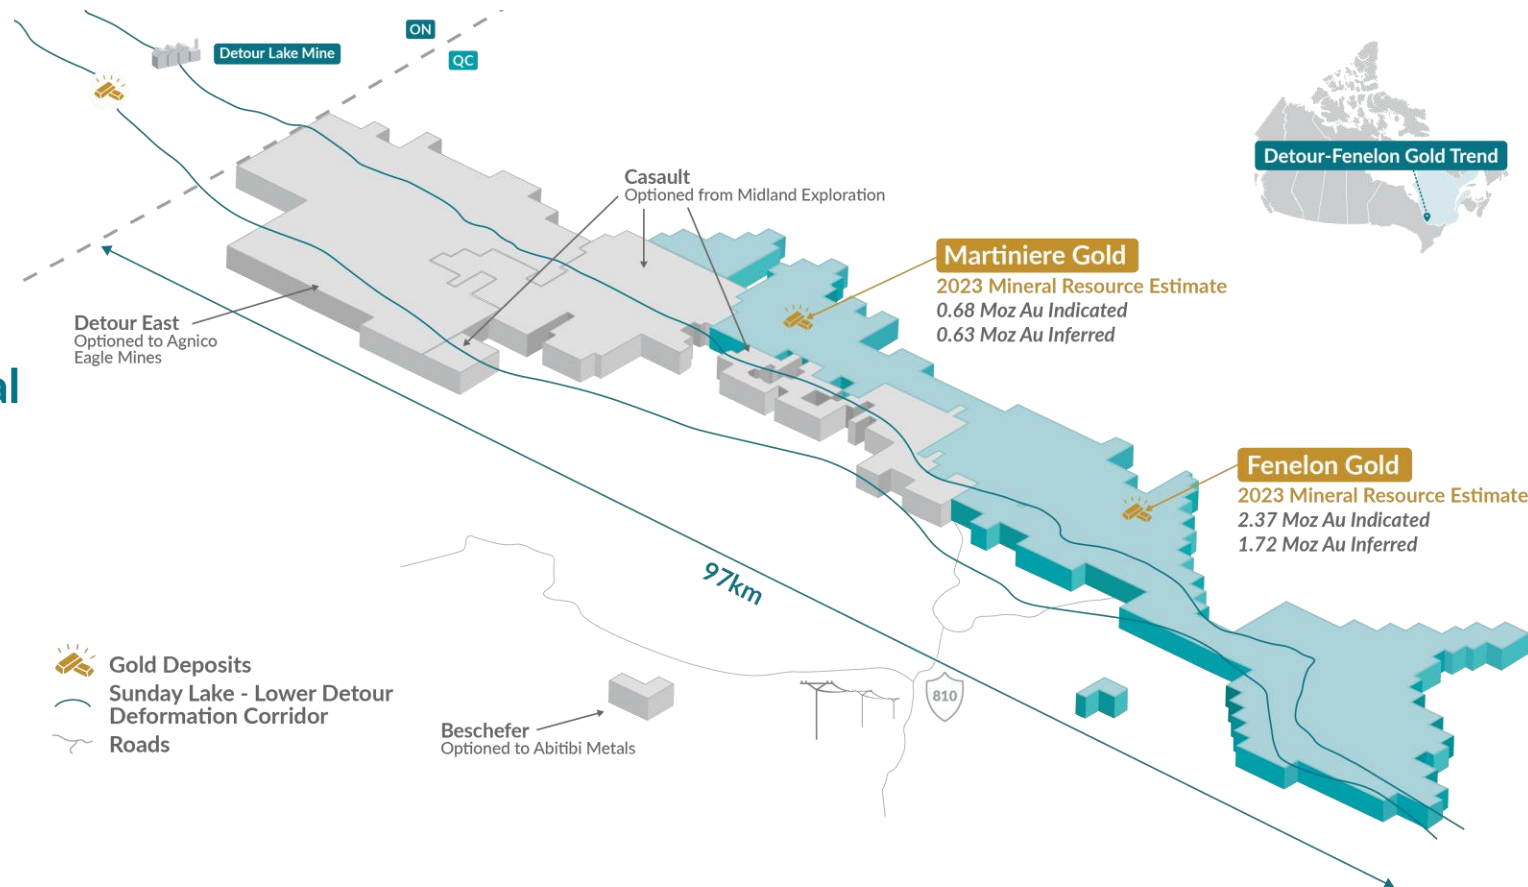 ON
QC
Detour Lake Mine
Detour-Fenelon Gold Trend
Casault
Optioned from Midland Exploration
Martiniere Gold
2023 Mineral Resource Estimate
0.68 Moz Au Indicated
0.63 Moz Au Inferred
Detour East
Optioned to Agnico
Eagle Mines
al
Fenelon Gold
2023 Mineral Resource Estimate
2.37 Moz Au Indicated
1.72 Moz Au Inferred
97km
Gold Deposits
Sunday Lake - Lower Detour
Deformation Corridor
Roads
Beschefer
Optioned to Abitibi Metals
810